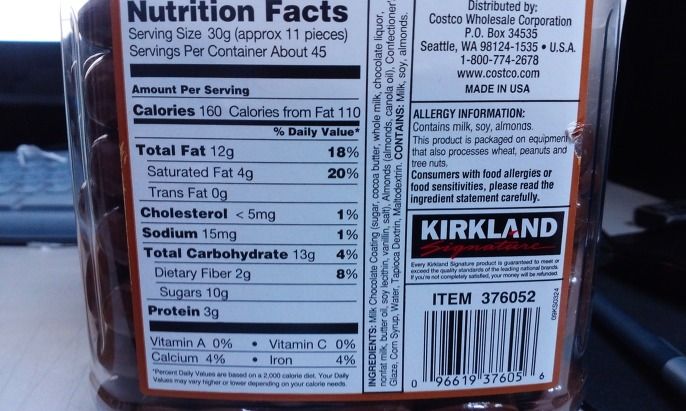 Nutrition Facts
Serving Size 30g (approx 11 pieces)
Servings Per Container About 45
Amount Per Serving
Calories 160 Calories from Fat 110
% Daily Value*
Total Fat 12g 18%
Saturated Fat 4g 20%
Trans Fat 0g
Cholesterol < 5mg 1%
Sodium 15mg 1%
Total Carbohydrate 13g 4%
Dietary Fiber 2g 8%
Sugars 10g
Protein 3g
Vitamin A 0% • Vitamin C 0%
Calcium 4% • Iron 4%
*Percent Daily Values are based on a 2,000 calorie diet. Your Daily
Values may vary higher or lower depending on your calorie needs.
INGREDIENTS: Milk Chocolate Coating (sugar, cocoa butter, whole milk, chocolate liquor,
nonfat milk, butter oil, soy lecithin, vanillin, salt), Almonds (almonds, canola oil), Confectioner's
Glaze, Corn Syrup, Water, Tapioca Dextrin, Maltodextrin. CONTAINS: Milk, soy, almonds.
Distributed by:
Costco Wholesale Corporation
P.O. Box 34535
Seattle, WA 98124-1535 • U.S.A.
1-800-774-2678
www.costco.com
MADE IN USA
ALLERGY INFORMATION:
Contains milk, soy, almonds.
This product is packaged on equipment
that also processes wheat, peanuts and
tree nuts.
Consumers with food allergies or
food sensitivities, please read the
ingredient statement carefully.
KIRKLAND
Signature
Every Kirkland Signature product is guaranteed to meet or
exceed the quality standards of the leading national brands.
If you're not completely satisfied, your money will be refunded.
ITEM 376052
09KS0324
0 96619 37605 6